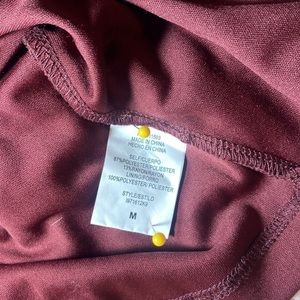 MADE IN CHINA
HECHO EN CHINA
SELF/CUERPO
87%POLYESTER/POLIESTER
13%RAYON/RAYON
LINING/FORRO
100%POLYESTER/POLIESTER
STYLE/ESTILO
M